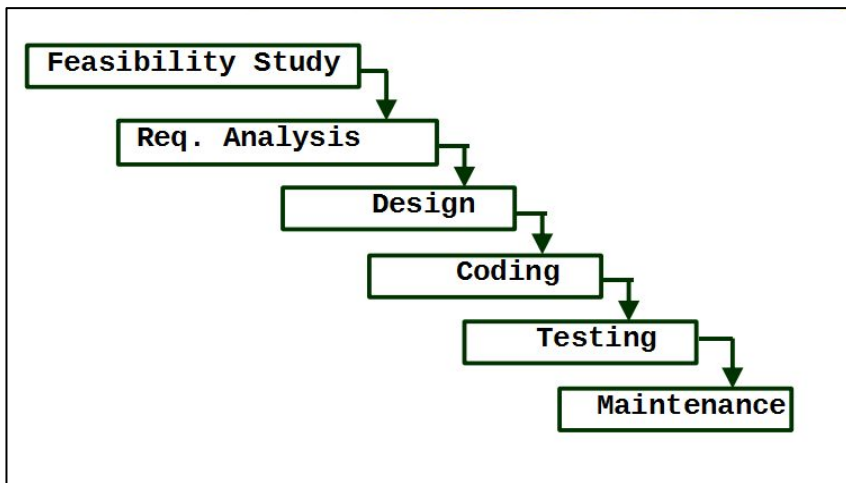 Feasibility Study
Req. Analysis
Design
Coding
Testing
Maintenance